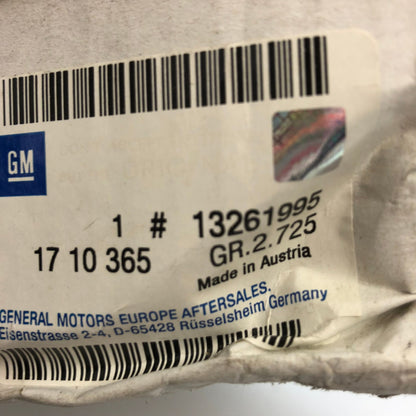 GM
1 # 13261995
17 10 365 GR.2.725
Made in Austria
GENERAL MOTORS EUROPE AFTERSALES.
Eisenstrasse 2-4, D-65428 Rüsselsheim Germany